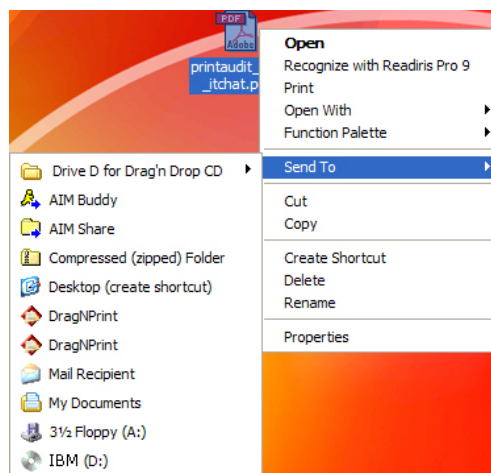 PDF
Adobe
printaudit_
_itchat.p
Open
Recognize with Readiris Pro 9
Print
Open With
Function Palette
Send To
Cut
Copy
Create Shortcut
Delete
Rename
Properties
Drive D for Drag'n Drop CD
AIM Buddy
AIM Share
Compressed (zipped) Folder
Desktop (create shortcut)
DragNPrint
DragNPrint
Mail Recipient
My Documents
3½ Floppy (A:)
IBM (D:)